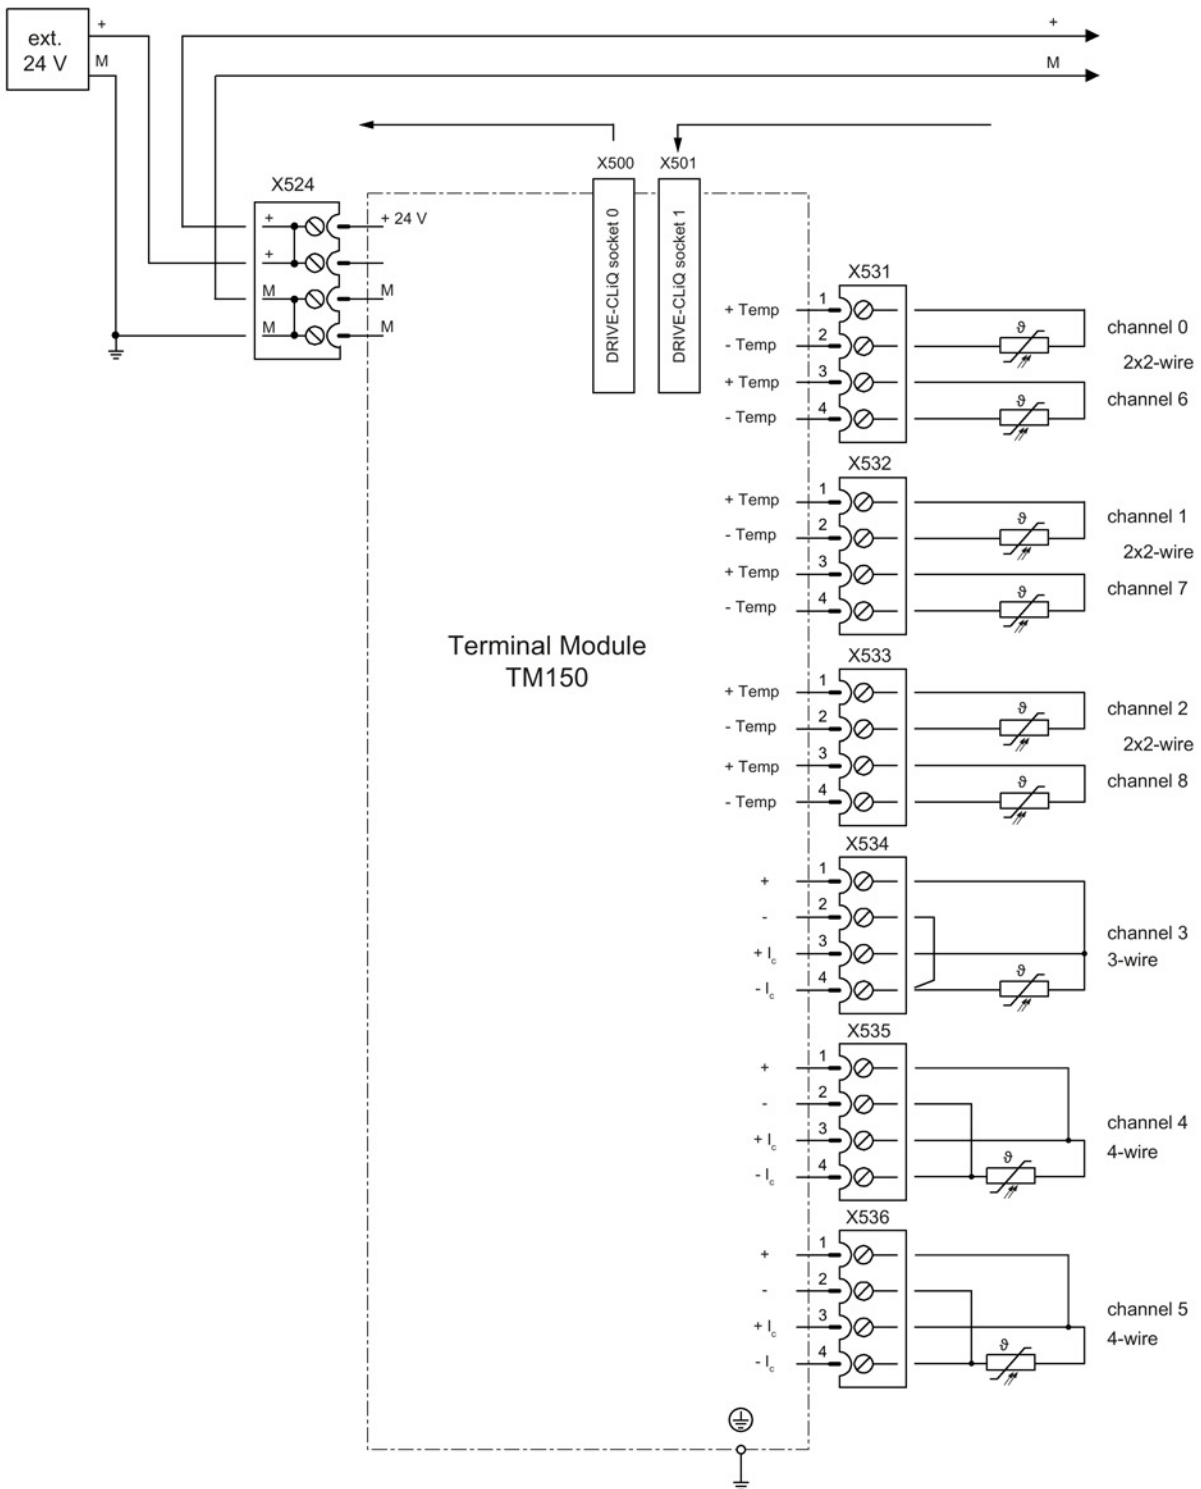 ext.
24 V
+
M
+
M
X500
X501
X524
+
+
M
M
+ 24 V
M
M
DRIVE-CLiQ socket 0
DRIVE-CLiQ socket 1
Terminal Module
TM150
X531
+ Temp 1
- Temp 2
+ Temp 3
- Temp 4
ϑ
ϑ
channel 0
2x2-wire
channel 6
X532
+ Temp 1
- Temp 2
+ Temp 3
- Temp 4
ϑ
ϑ
channel 1
2x2-wire
channel 7
X533
+ Temp 1
- Temp 2
+ Temp 3
- Temp 4
ϑ
ϑ
channel 2
2x2-wire
channel 8
X534
+ 1
- 2
+ Ic 3
- Ic 4
ϑ
channel 3
3-wire
X535
+ 1
- 2
+ Ic 3
- Ic 4
ϑ
channel 4
4-wire
X536
+ 1
- 2
+ Ic 3
- Ic 4
ϑ
channel 5
4-wire